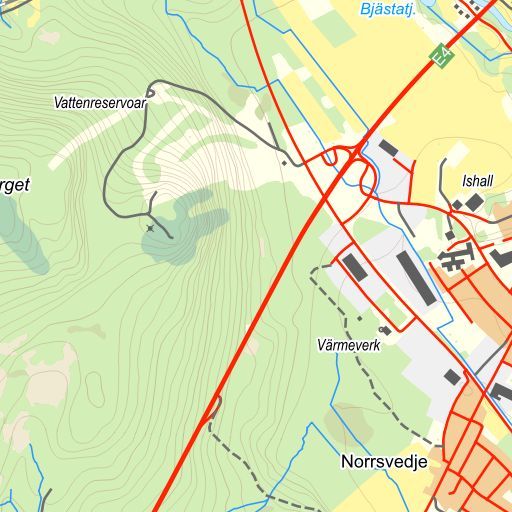 Bjästatj.
E4
Vattenreservoar
rget
Ishall
Värmeverk
Norrsvedje